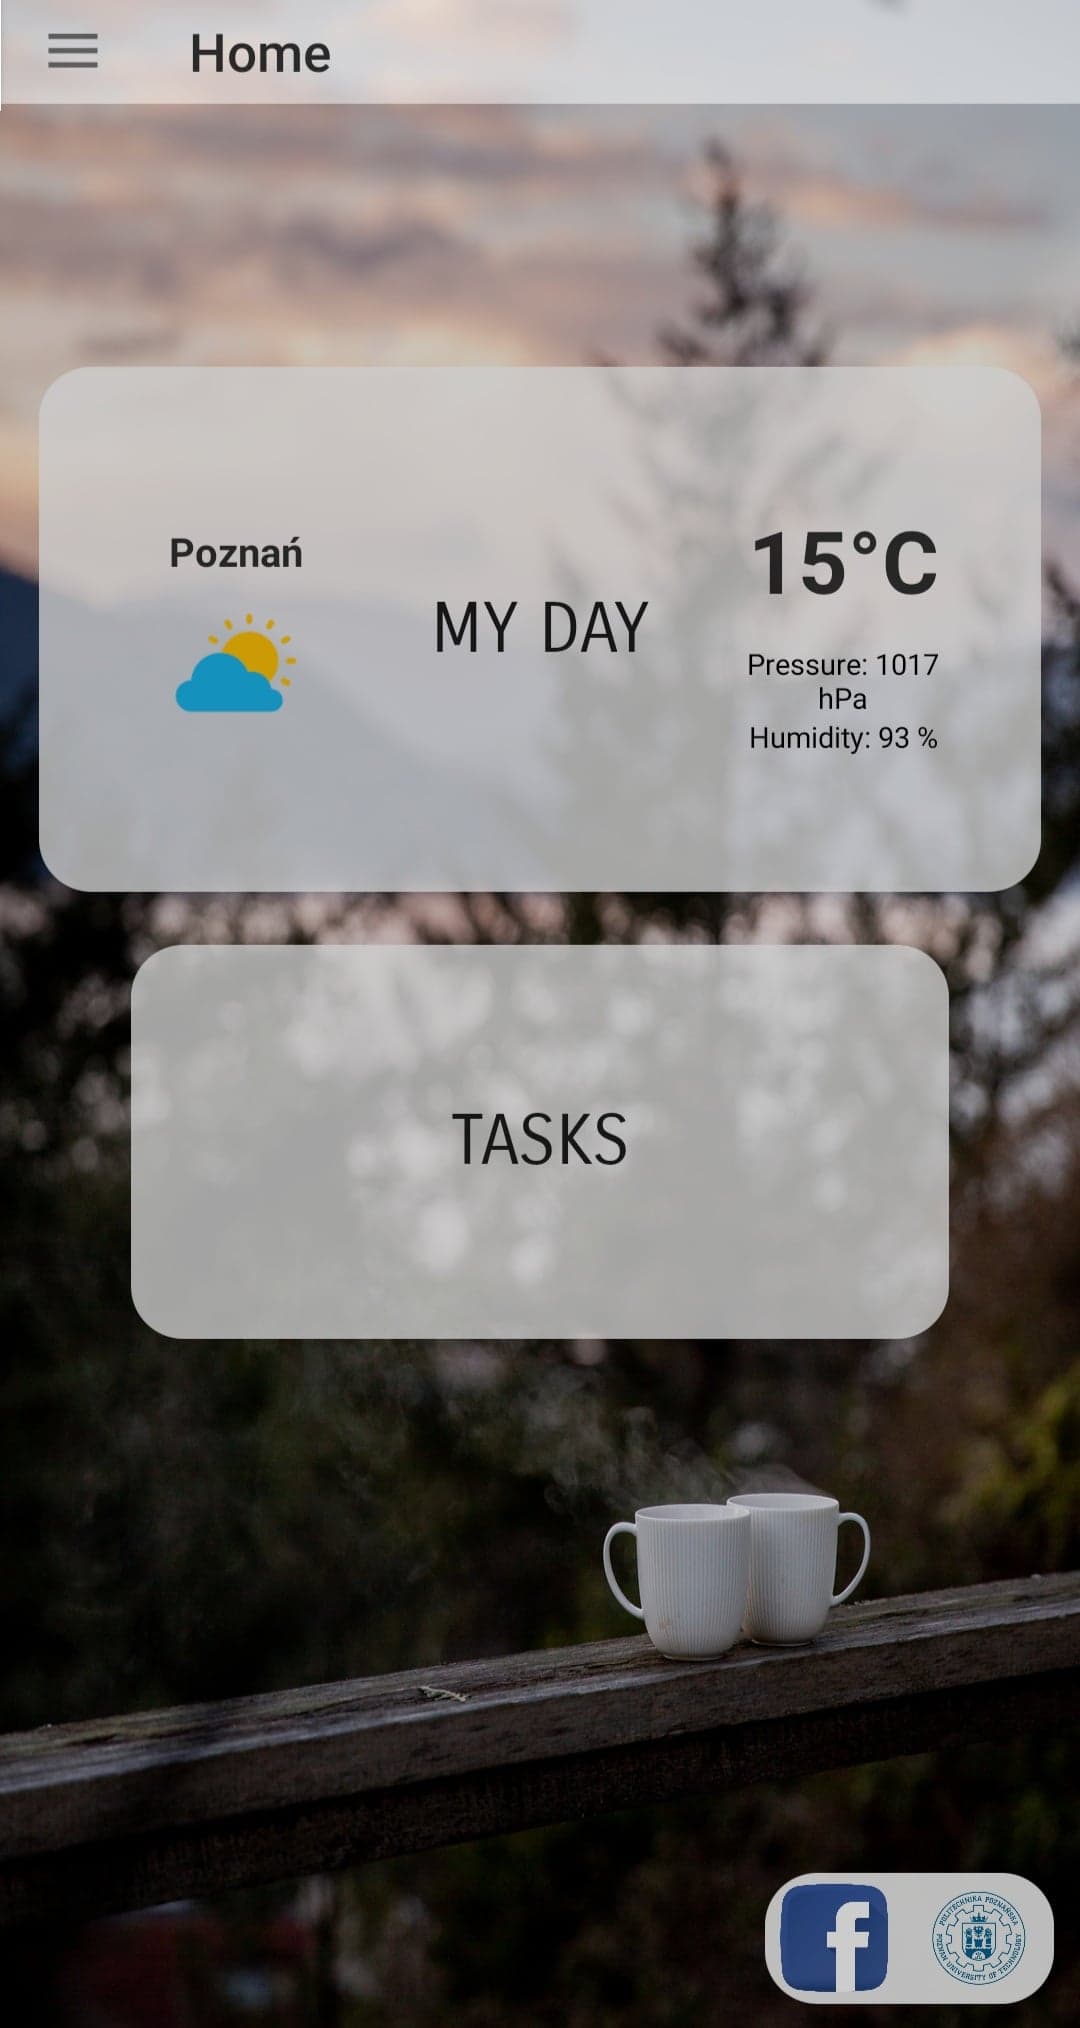 Home
Poznań
MY DAY
15°C
Pressure: 1017
hPa
Humidity: 93 %
TASKS
f
POLITECHNIKA POZNAŃSKA
POZNAN UNIVERSITY OF TECHNOLOGY